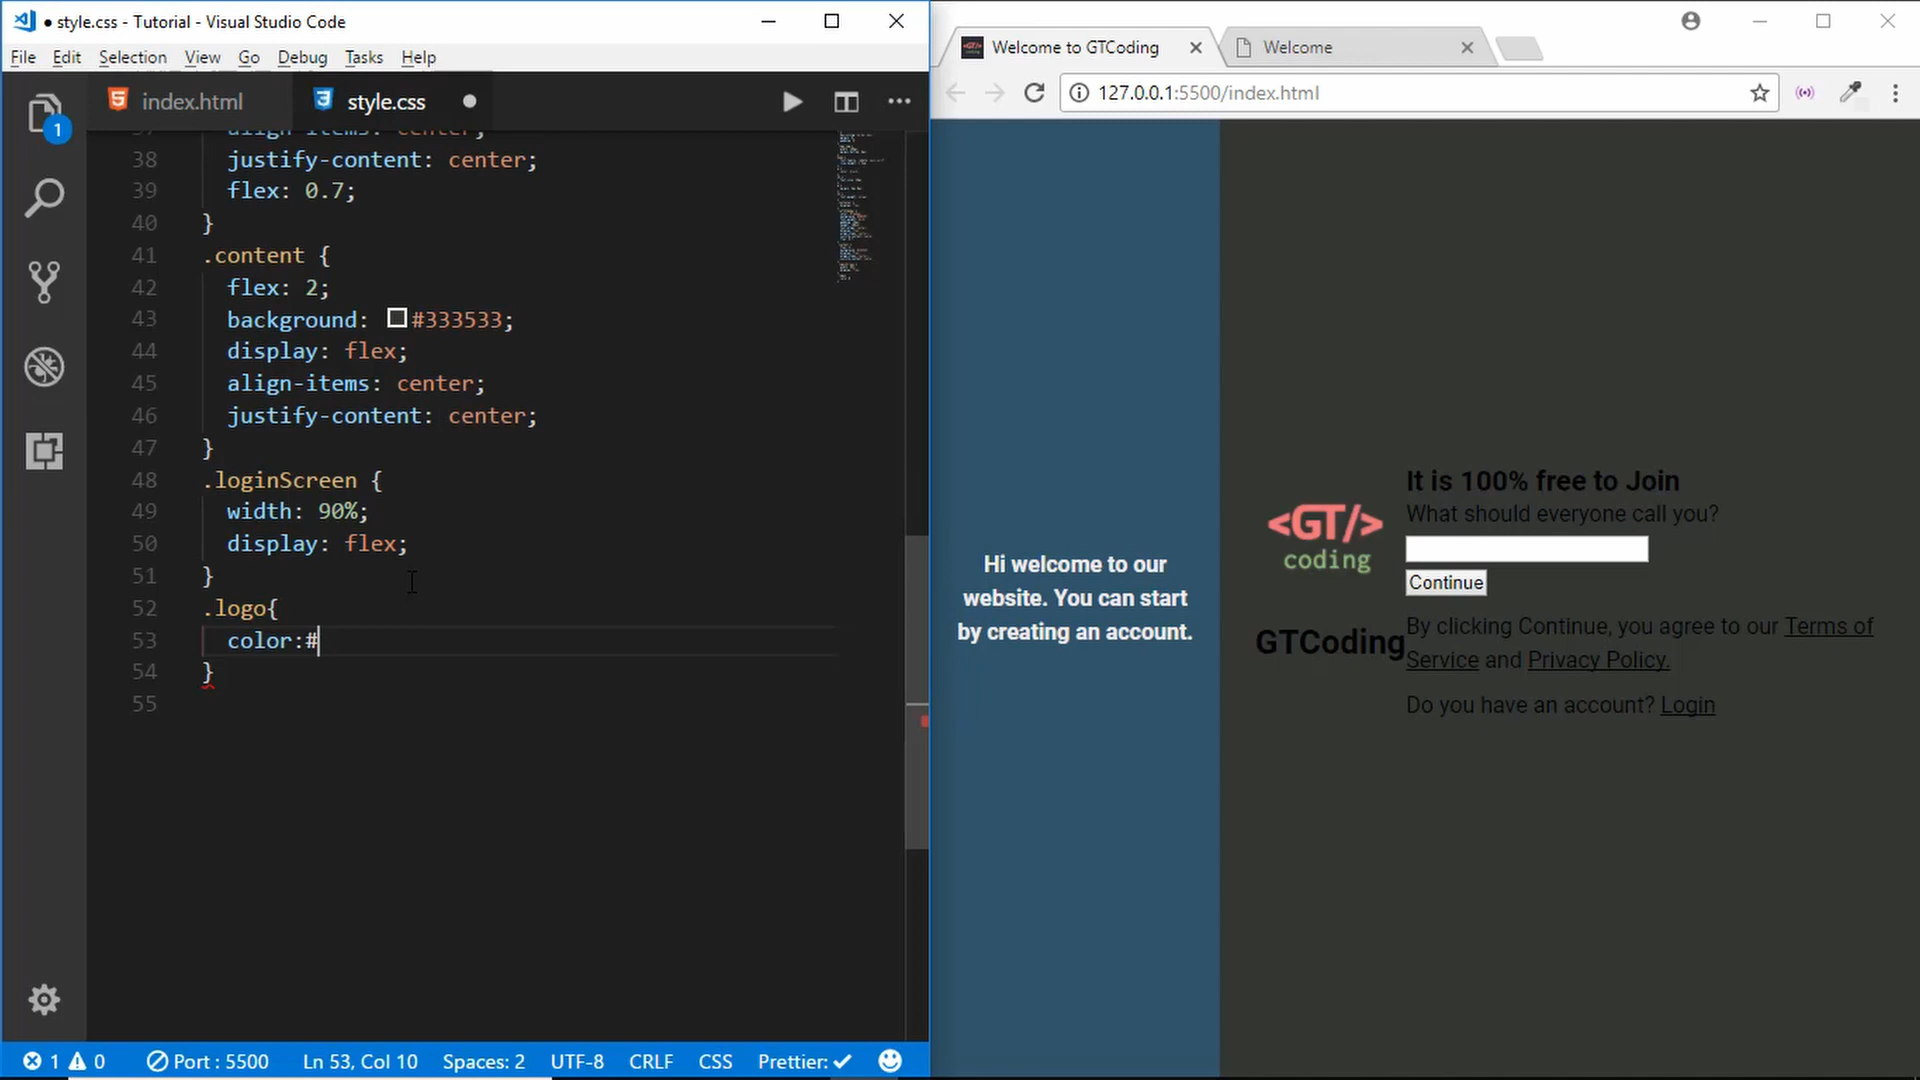 ● style.css - Tutorial - Visual Studio Code
File Edit Selection View Go Debug Tasks Help
index.html
style.css
1
38 justify-content: center;
39 flex: 0.7;
40 }
41 .content {
42 flex: 2;
43 background: #333533;
44 display: flex;
45 align-items: center;
46 justify-content: center;
47 }
48 .loginScreen {
49 width: 90%;
50 display: flex;
51 }
52 .logo{
53 color:#
54 }
55
1 0 Port : 5500 Ln 53, Col 10 Spaces: 2 UTF-8 CRLF CSS Prettier: ✓
Welcome to GTCoding
Welcome
127.0.0.1:5500/index.html
Hi welcome to our
website. You can start
by creating an account.
<GT/>
coding
GTCoding
It is 100% free to Join
What should everyone call you?
Continue
By clicking Continue, you agree to our Terms of
Service and Privacy Policy.
Do you have an account? Login